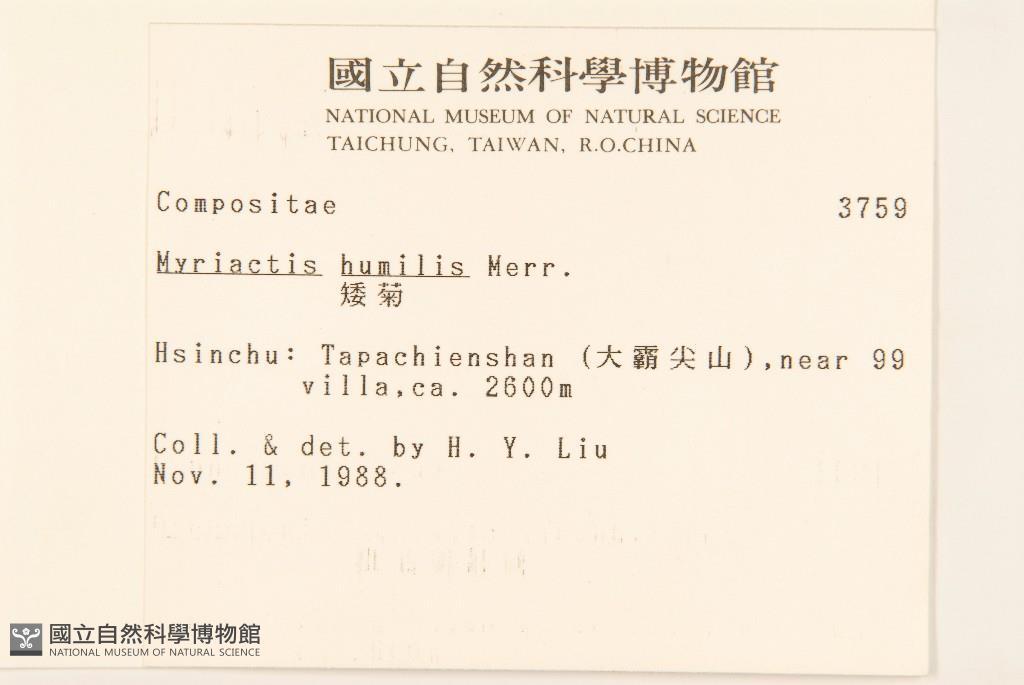 國立自然科學博物館
NATIONAL MUSEUM OF NATURAL SCIENCE
TAICHUNG, TAIWAN, R.O.CHINA
Compositae 3759
Myriactis humilis Merr.
矮菊
Hsinchu: Tapachienshan (大霸尖山),near 99
villa,ca. 2600m
Coll. & det. by H. Y. Liu
Nov. 11, 1988.
國立自然科學博物館
NATIONAL MUSEUM OF NATURAL SCIENCE